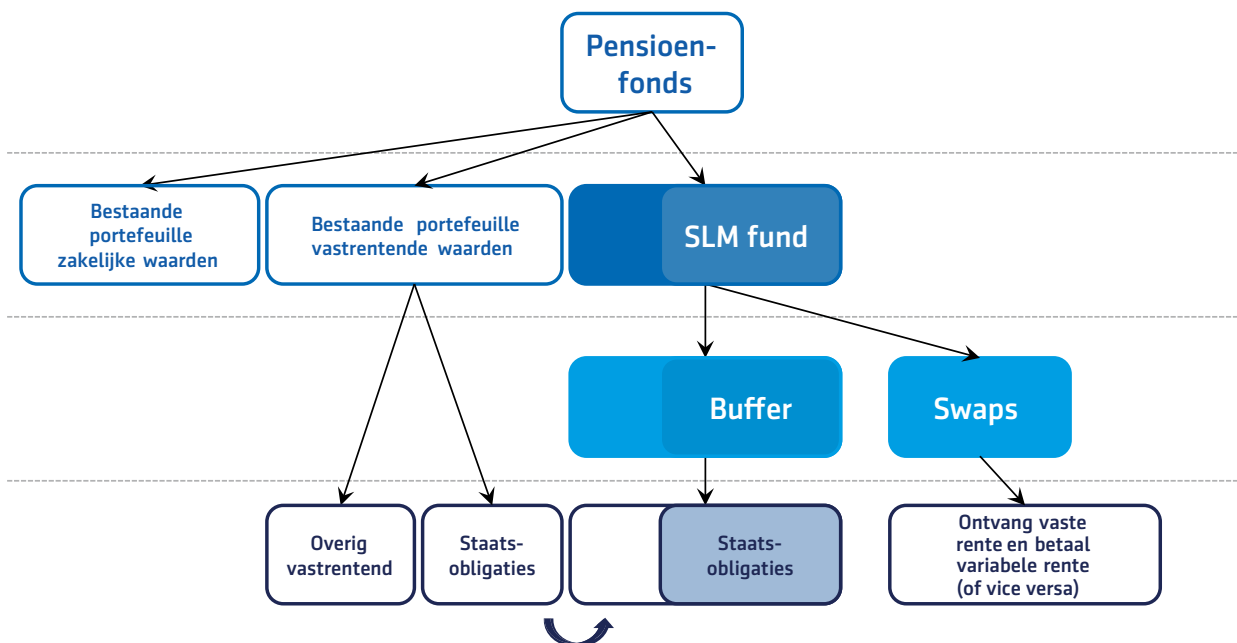 Pensioen-
fonds
Bestaande
portefeuille
zakelijke waarden
Bestaande portefeuille
vastrentende waarden
SLM fund
Buffer
Swaps
Overig
vastrentend
Staats-
obligaties
Staats-
obligaties
Ontvang vaste
rente en betaal
variabele rente
(of vice versa)